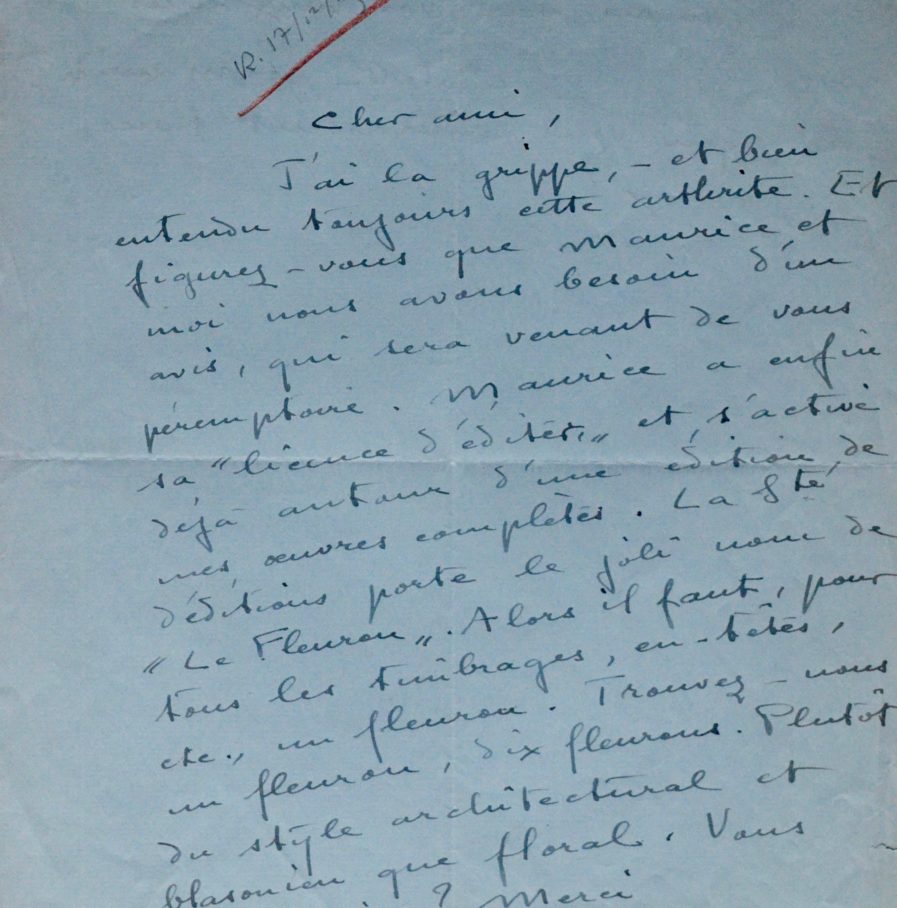 R. 17/12/
Cher ami,
J'ai la grippe, – et bien
entendu toujours cette arthrite. Et
figurez-vous que Maurice et
moi nous avons besoin d'un
avis, qui sera venant de vous
péremptoire. Maurice a enfin
sa "licence d'éditer" et s'active
déjà autour d'une édition de
mes œuvres complètes. La Sté
d'éditions porte le joli nom de
"Le Fleuron". Alors il faut, pour
tous les timbrages, en-têtes,
etc., un fleuron. Trouvez-nous
un fleuron, dix fleurons. Plutôt
du style architectural et
blasonien que floral. Vous
? Merci